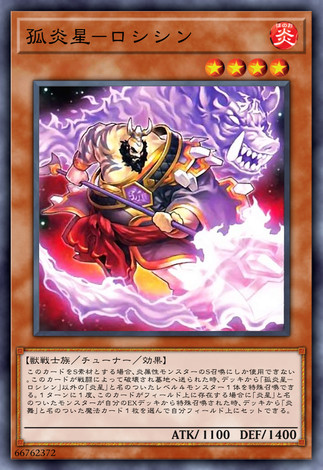 孤炎星－ロシシン
ほのお
炎
【獣戦士族／チューナー／効果】
このカードをS素材とする場合、炎属性モンスターのS召喚にしか使用できない
。このカードが戦闘によって破壊され墓地へ送られた時、デッキから「孤炎星－
ロシシン」以外の「炎星」と名のついたレベル4モンスター1体を特殊召喚でき
る。1ターンに1度、このカードがフィールド上に存在する場合に「炎星」と名
のついたモンスターが自分のEXデッキから特殊召喚された時、デッキから「炎
舞」と名のついた魔法カード1枚を選んで自分フィールド上にセットできる。
ATK/1100 DEF/1400
66762372